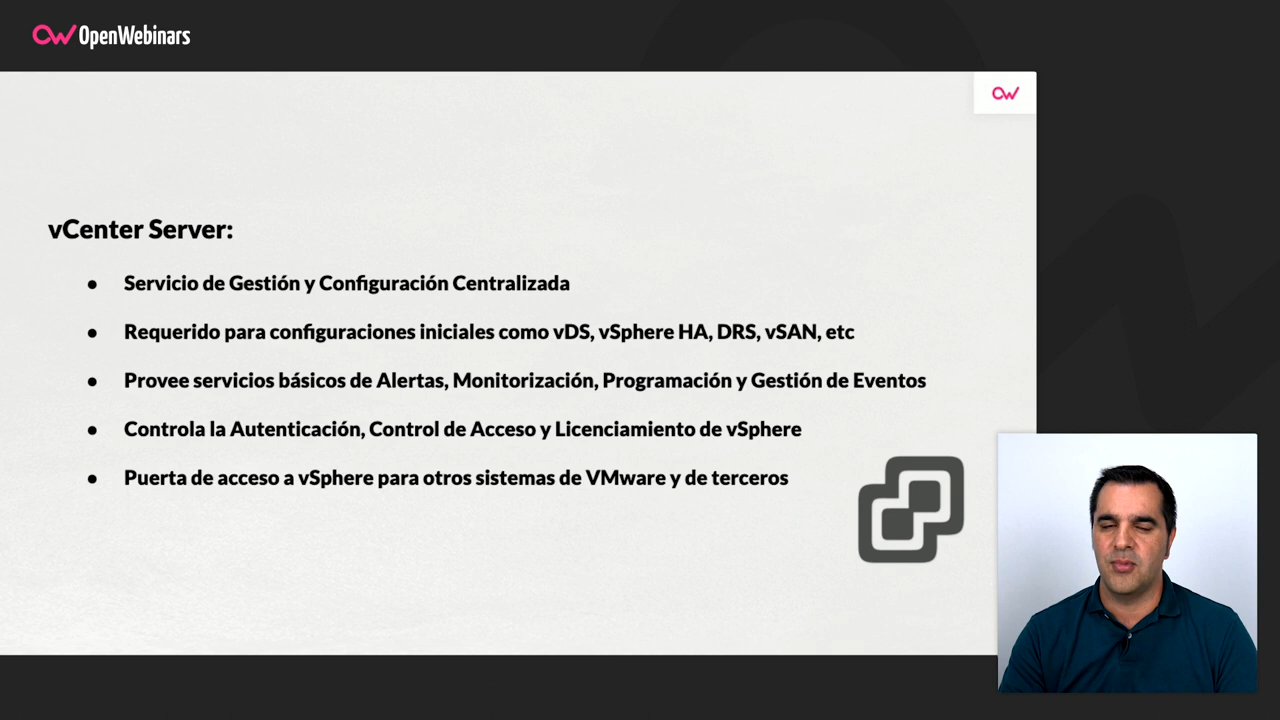 OpenWebinars
vCenter Server:
● Servicio de Gestión y Configuración Centralizada
● Requerido para configuraciones iniciales como vDS, vSphere HA, DRS, vSAN, etc
● Provee servicios básicos de Alertas, Monitorización, Programación y Gestión de Eventos
● Controla la Autenticación, Control de Acceso y Licenciamiento de vSphere
● Puerta de acceso a vSphere para otros sistemas de VMware y de terceros